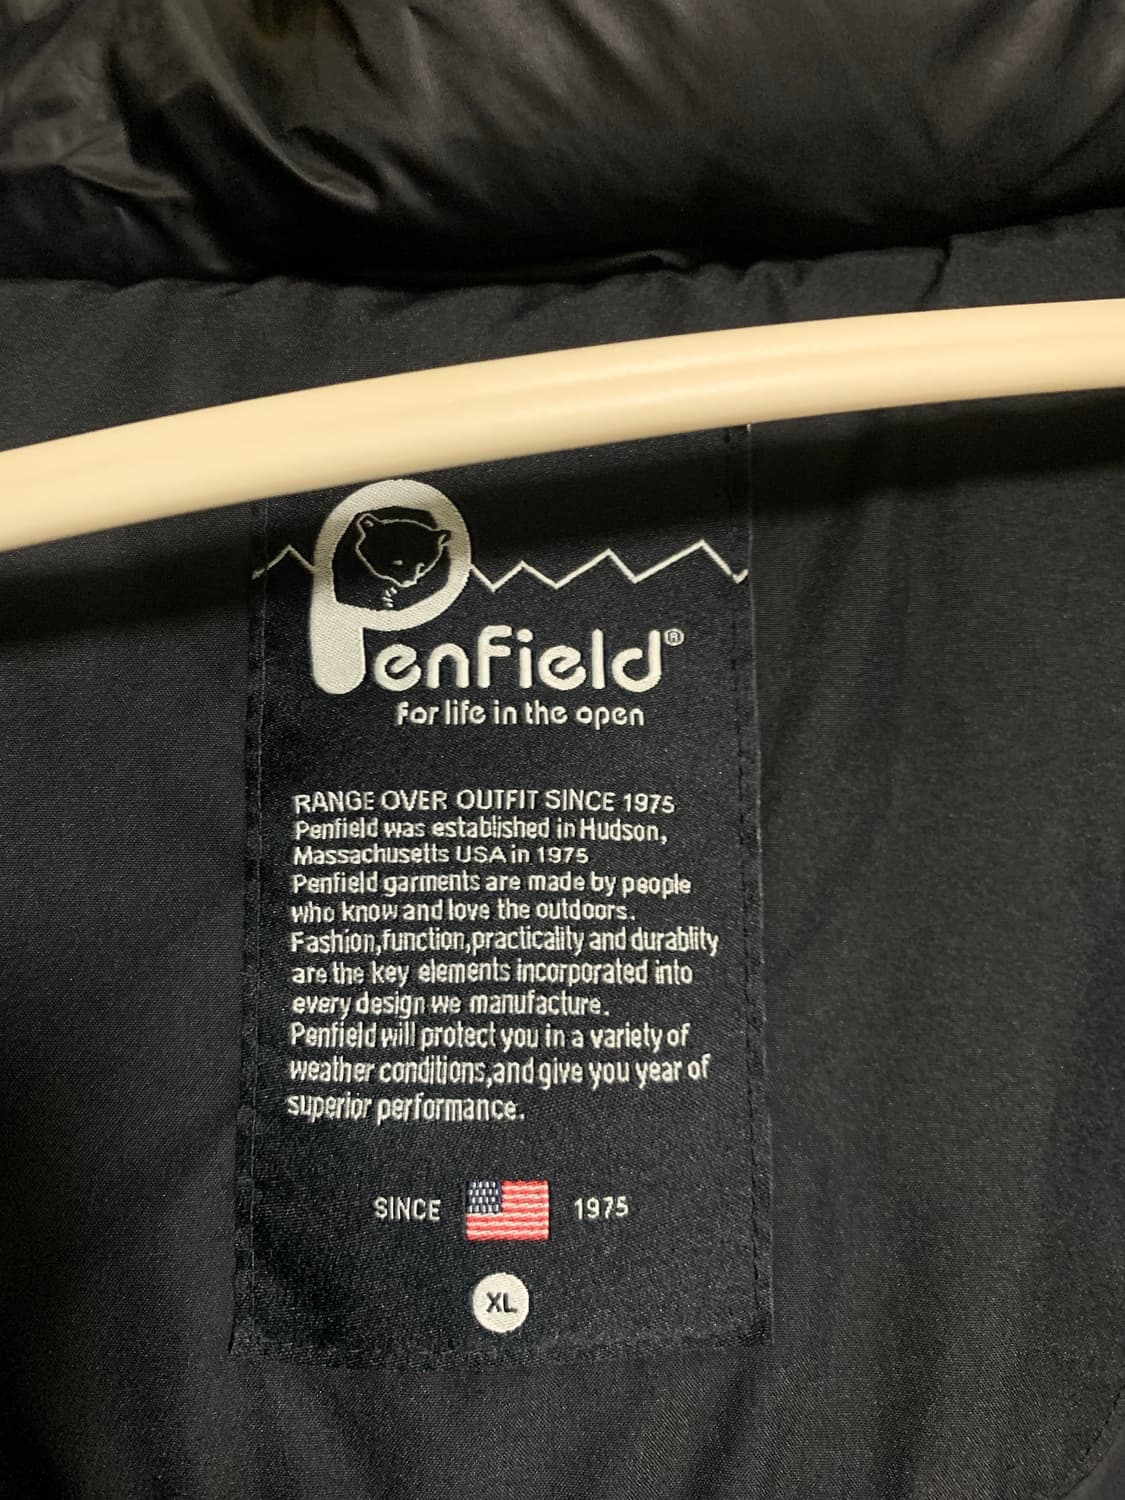 Penfield®
for life in the open
RANGE OVER OUTFIT SINCE 1975
Penfield was established in Hudson,
Massachusetts USA in 1975
Penfield garments are made by people
who know and love the outdoors.
Fashion,function,practicality and durablity
are the key elements incorporated into
every design we manufacture.
Penfield will protect you in a variety of
weather conditions,and give you year of
superior performance.
SINCE 1975
XL